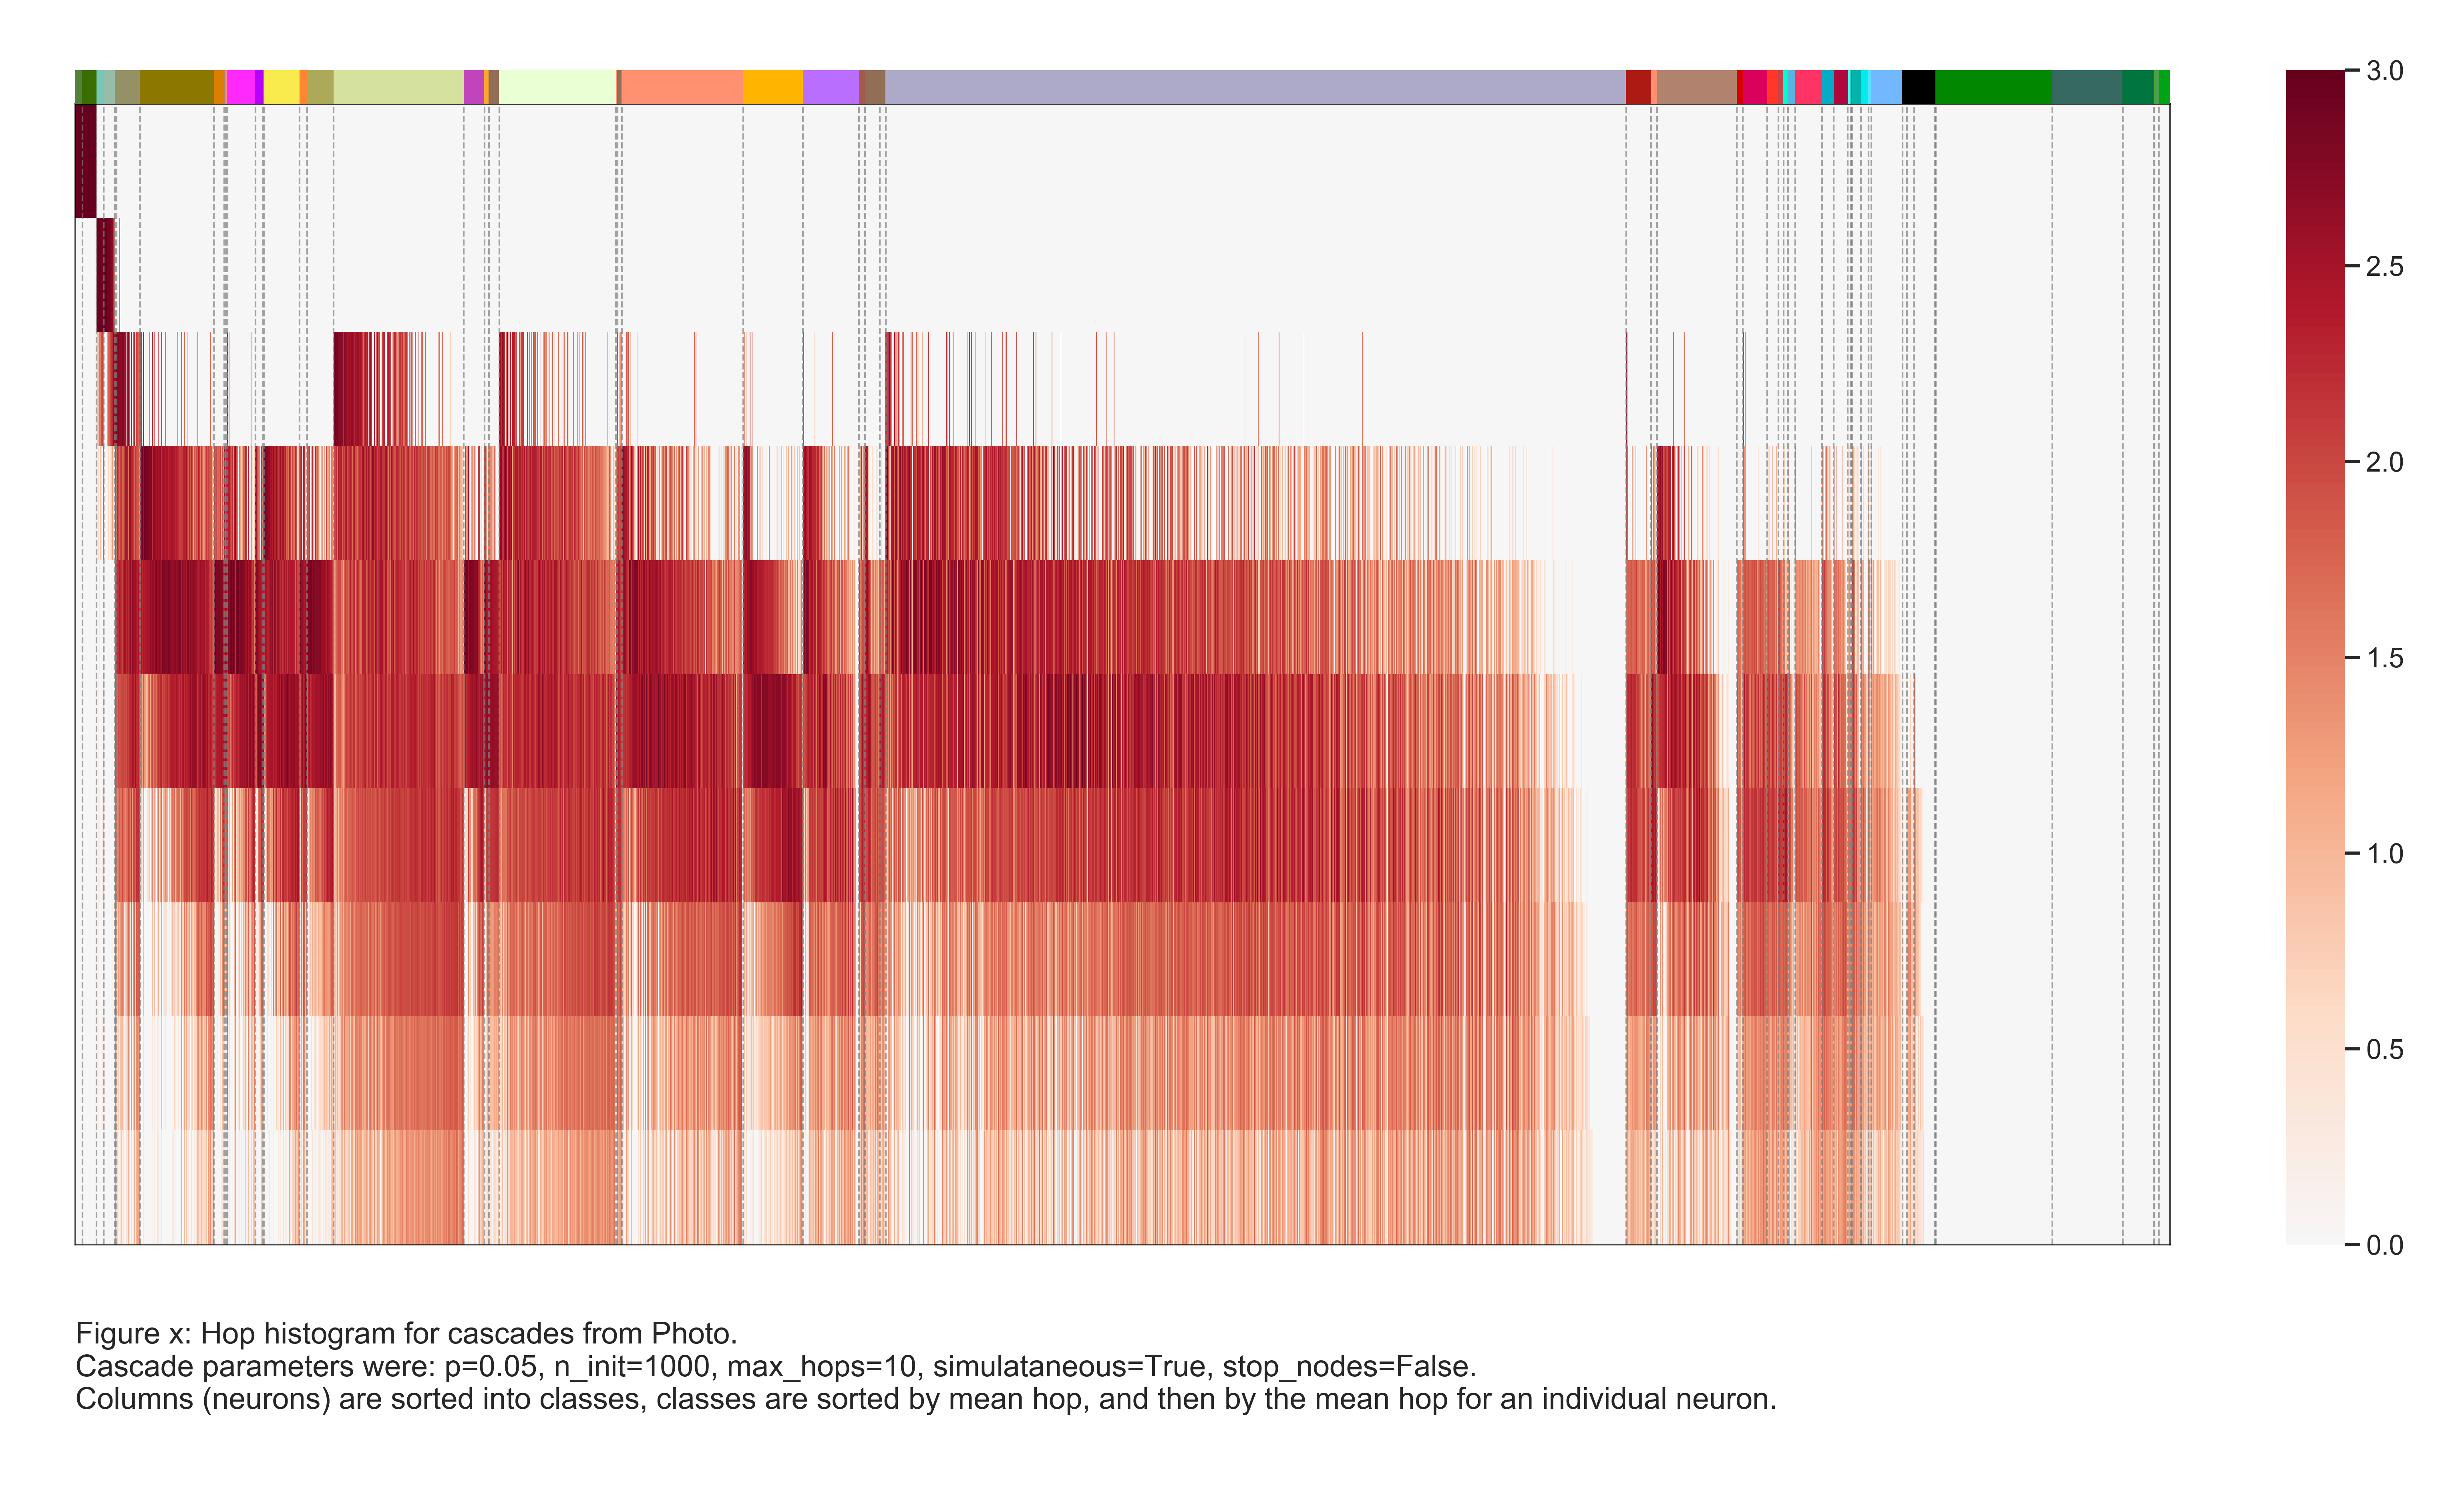 3.0
2.5
2.0
1.5
1.0
0.5
0.0
Figure x: Hop histogram for cascades from Photo.
Cascade parameters were: p=0.05, n_init=1000, max_hops=10, simulataneous=True, stop_nodes=False.
Columns (neurons) are sorted into classes, classes are sorted by mean hop, and then by the mean hop for an individual neuron.